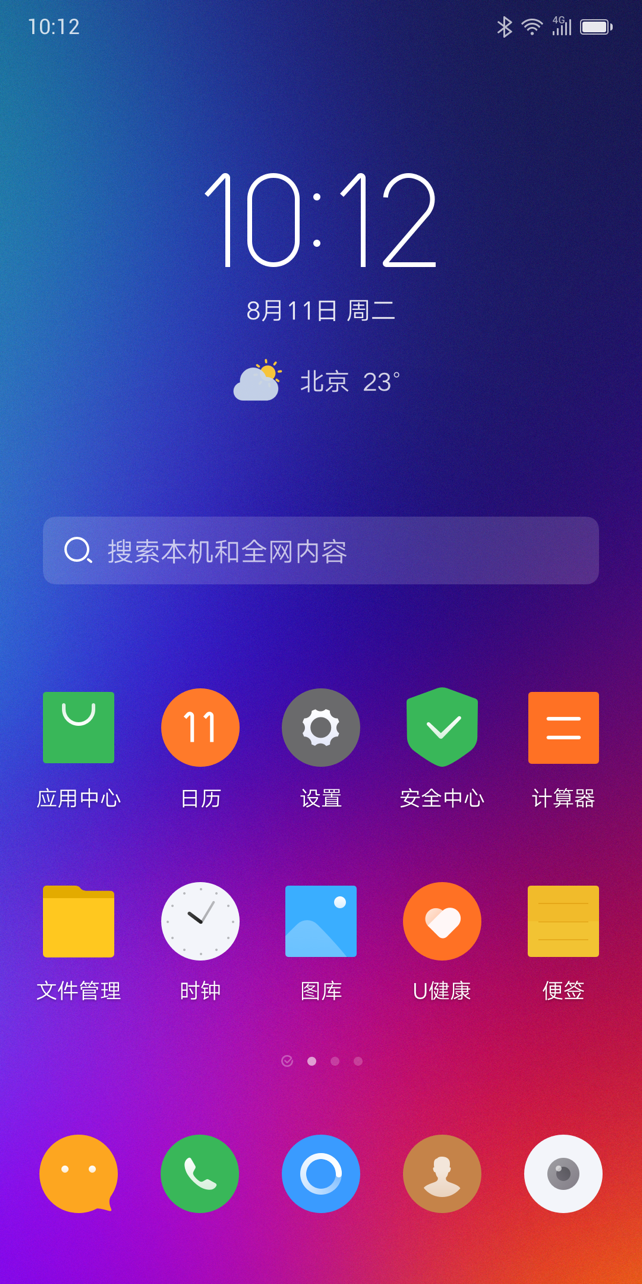 10:12
4G
10:12
8月11日 周二
北京 23°
搜索本机和全网内容
11
应用中心 日历 设置 安全中心 计算器
文件管理 时钟 图库 U健康 便签